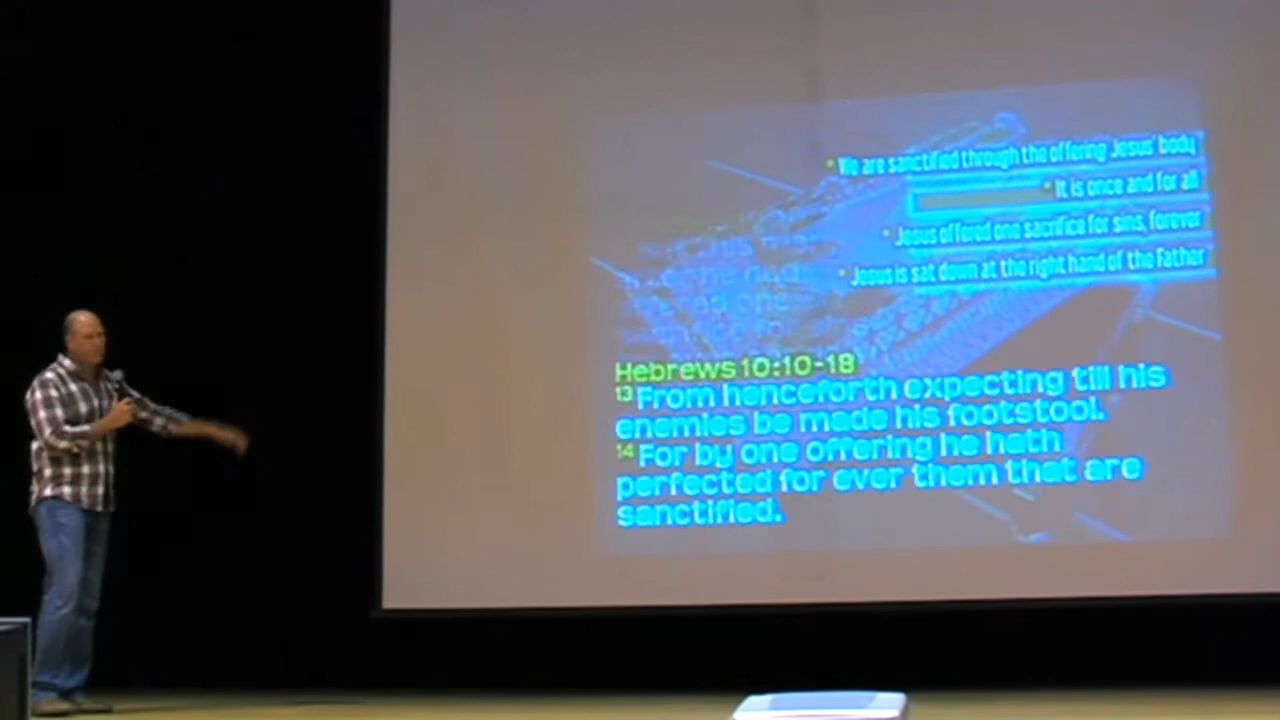 * We are sanctified through the offering Jesus' body
* It is once and for all
* Jesus offered one sacrifice for sins, forever
* Jesus is sat down at the right hand of the Father
Hebrews 10:10-18
13 From henceforth expecting till his
enemies be made his footstool.
14 For by one offering he hath
perfected for ever them that are
sanctified.